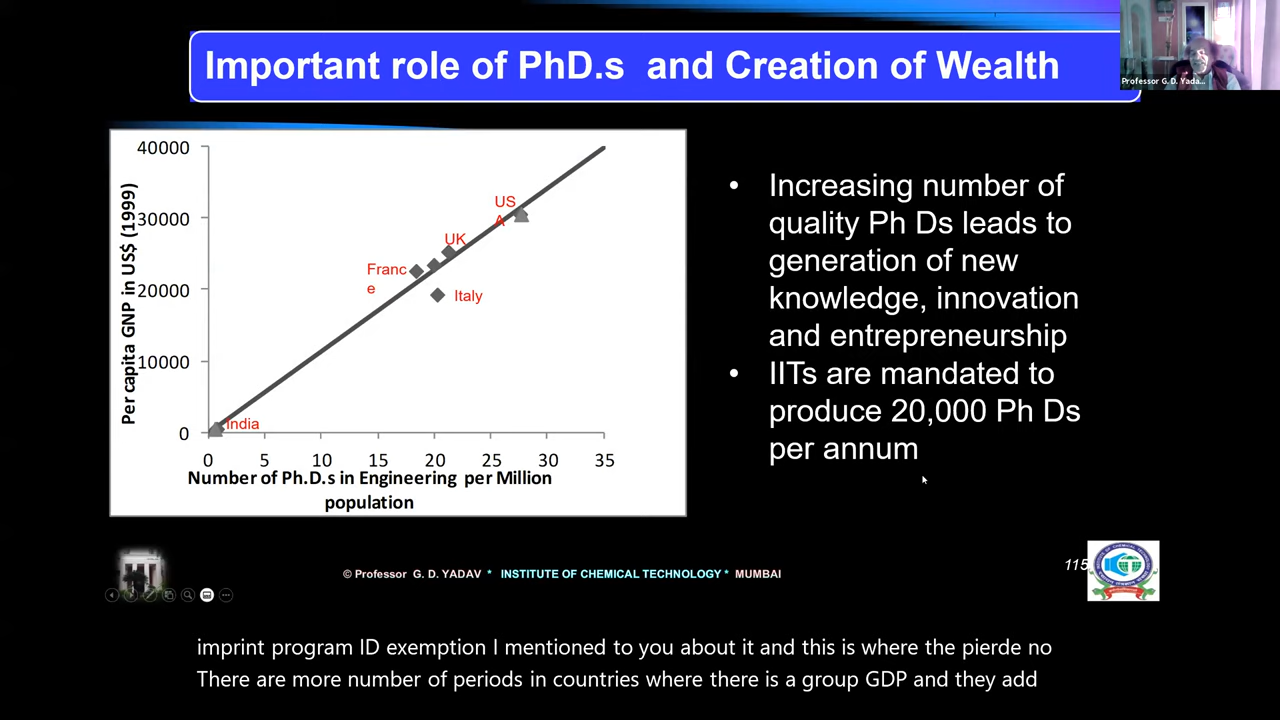 Important role of PhD.s and Creation of Wealth
Professor G. D. Yada...
40000
30000
20000
10000
0
Per capita GNP in US$ (1999)
US
A
UK
Franc
e
Italy
India
0 5 10 15 20 25 30 35
Number of Ph.D.s in Engineering per Million
population
• Increasing number of
quality Ph Ds leads to
generation of new
knowledge, innovation
and entrepreneurship
• IITs are mandated to
produce 20,000 Ph Ds
per annum
© Professor G. D. YADAV * INSTITUTE OF CHEMICAL TECHNOLOGY * MUMBAI
115
imprint program ID exemption I mentioned to you about it and this is where the pierde no
There are more number of periods in countries where there is a group GDP and they add